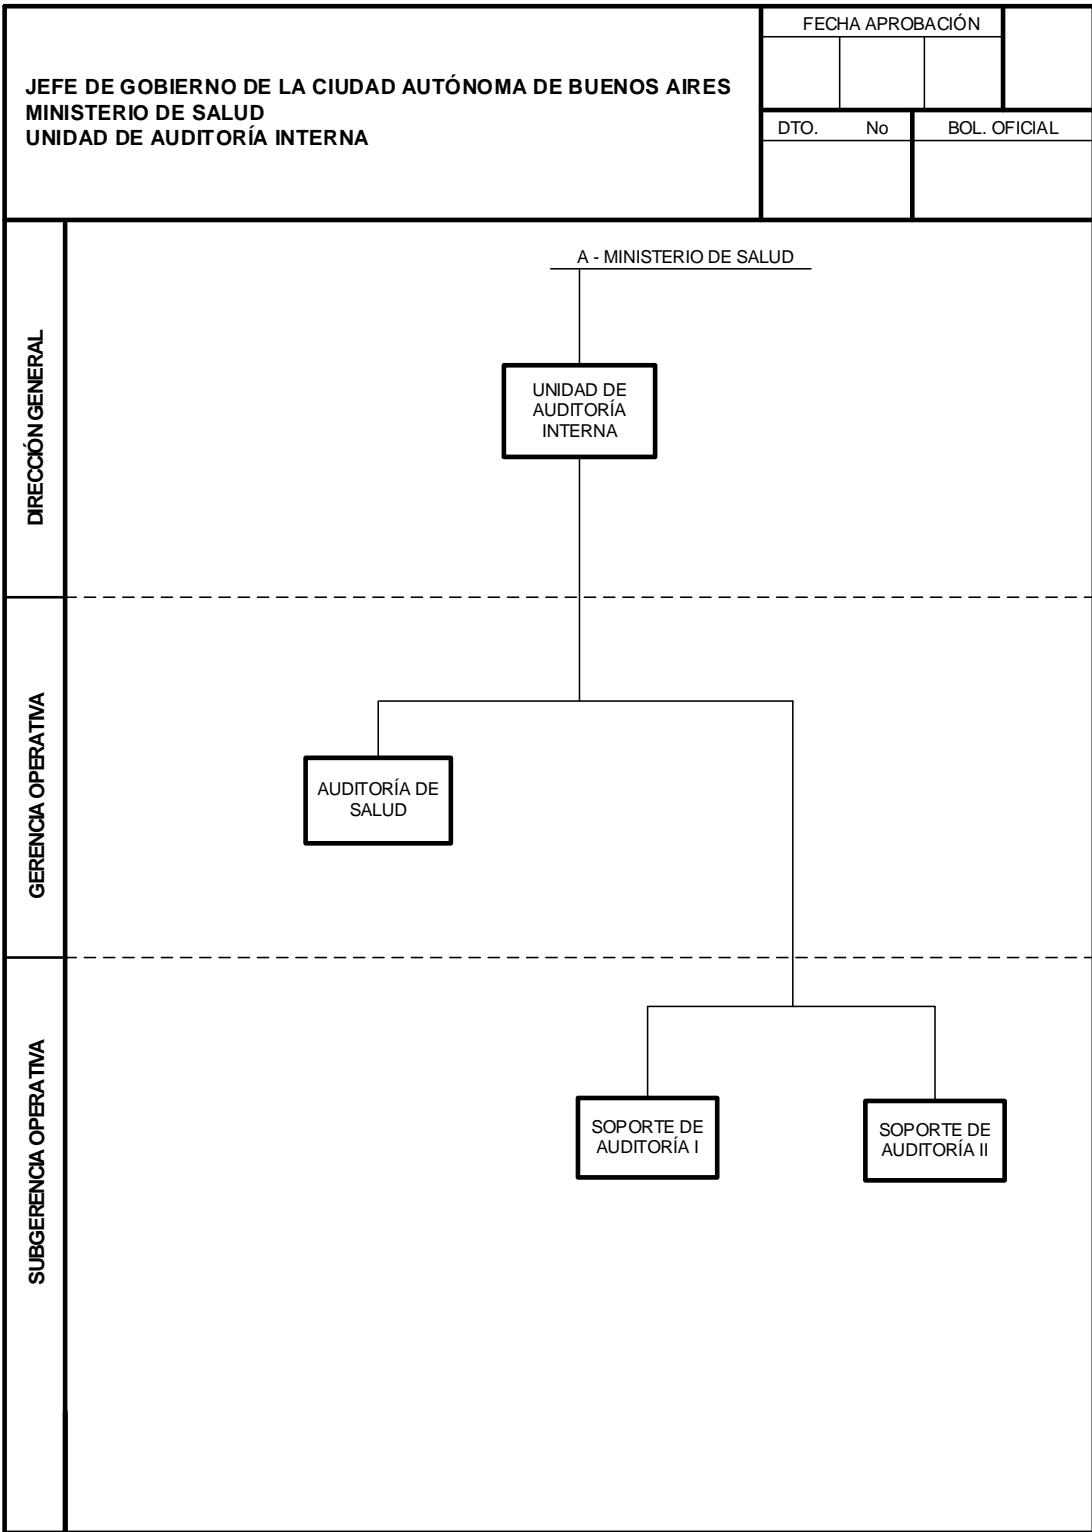 JEFE DE GOBIERNO DE LA CIUDAD AUTÓNOMA DE BUENOS AIRES
MINISTERIO DE SALUD
UNIDAD DE AUDITORÍA INTERNA
FECHA APROBACIÓN
DTO. No
BOL. OFICIAL
DIRECCIÓN GENERAL
A - MINISTERIO DE SALUD
UNIDAD DE
AUDITORÍA
INTERNA
GERENCIA OPERATIVA
AUDITORÍA DE
SALUD
SUBGERENCIA OPERATIVA
SOPORTE DE
AUDITORÍA I
SOPORTE DE
AUDITORÍA II